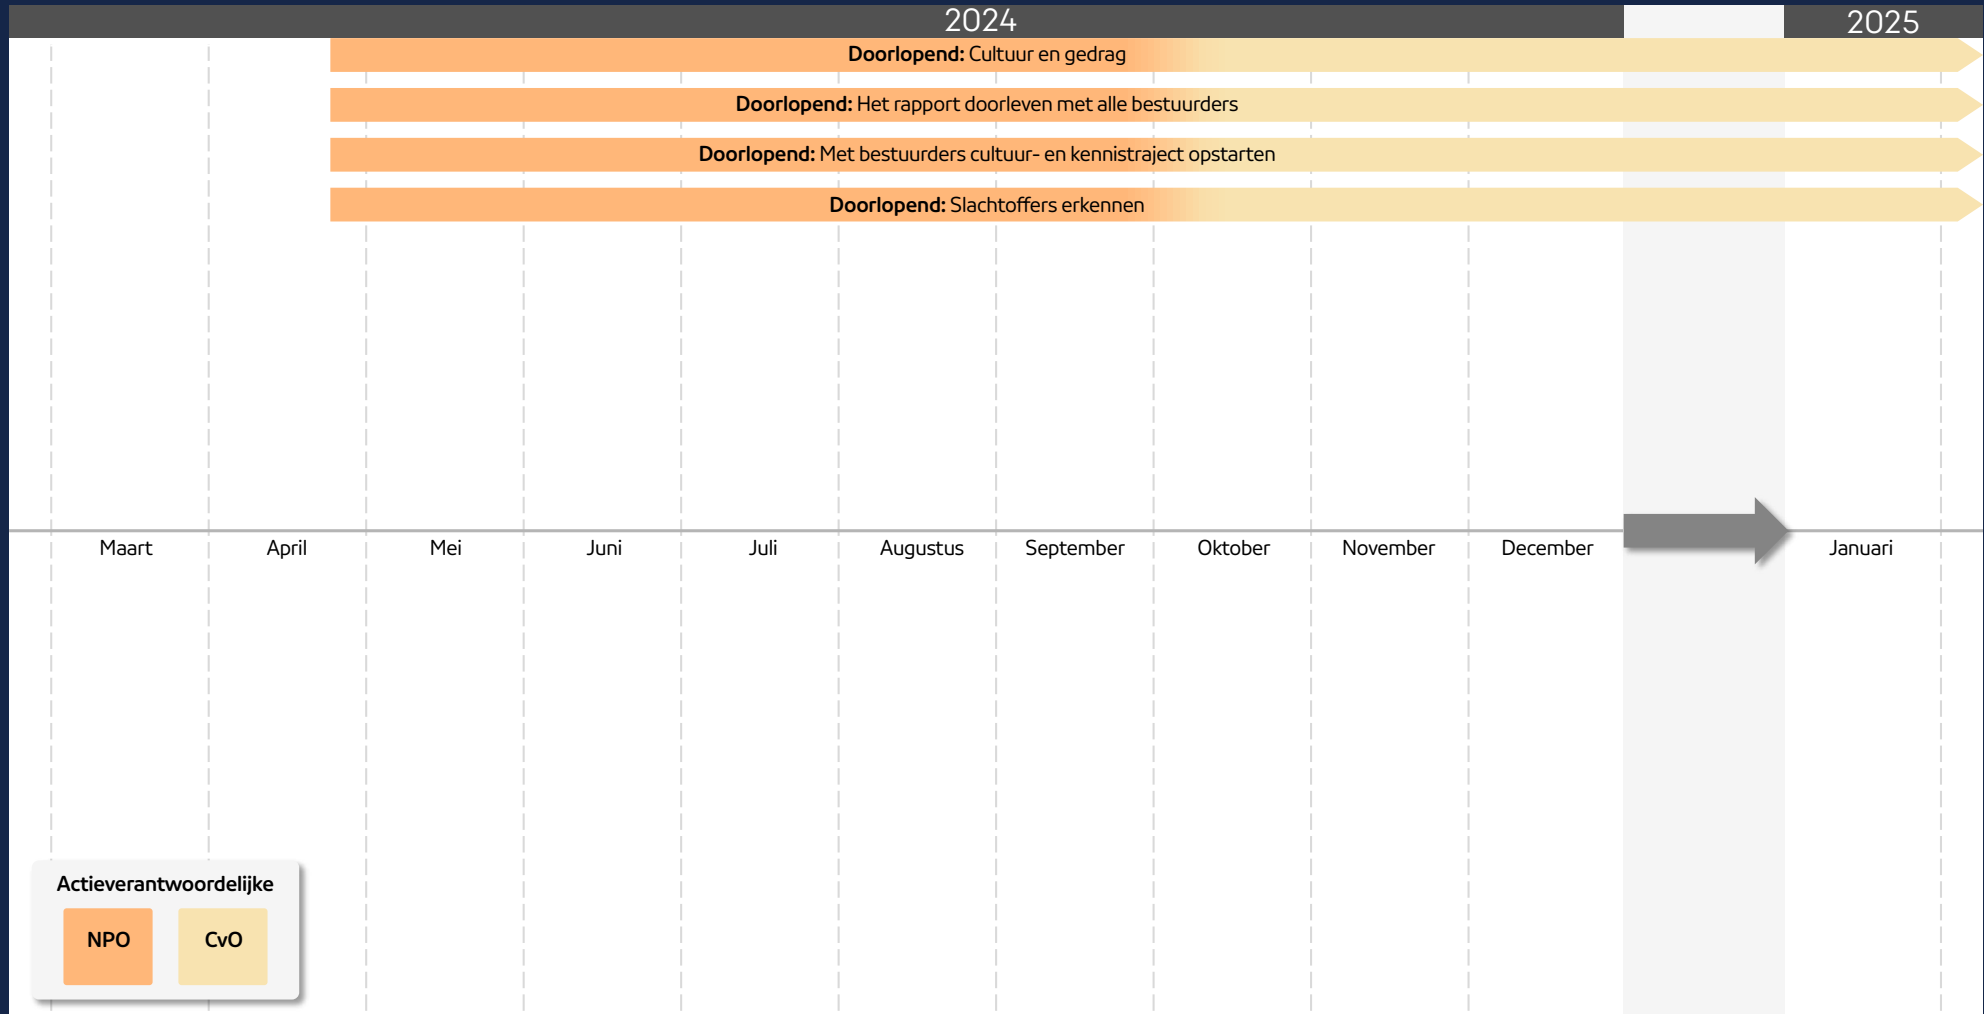 2024
2025
Doorlopend: Cultuur en gedrag
Doorlopend: Het rapport doorleven met alle bestuurders
Doorlopend: Met bestuurders cultuur- en kennistraject opstarten
Doorlopend: Slachtoffers erkennen
Maart
April
Mei
Juni
Juli
Augustus
September
Oktober
November
December
Januari
Actieverantwoordelijke
NPO
CvO